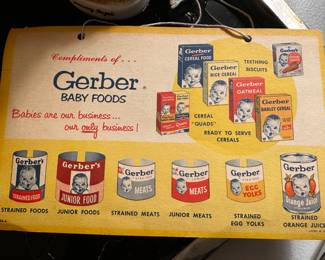 Compliments of . . .
Gerber
BABY FOODS
Babies are our business...
our only business!
Gerber
CEREAL FOOD
Gerber
RICE CEREAL
Gerber
OATMEAL
Gerber
BARLEY CEREAL
TEETHING
BISCUITS
CEREAL
"QUADS"
READY TO SERVE
CEREALS
Gerber's
STRAINED FOOD
Gerber's
JUNIOR FOOD
Gerber
MEATS
Gerber
MEATS
Gerber
EGG
YOLKS
Gerber's
Orange Juice
STRAINED FOODS
JUNIOR FOODS
STRAINED MEATS
JUNIOR MEATS
STRAINED
EGG YOLKS
STRAINED
ORANGE JUICE